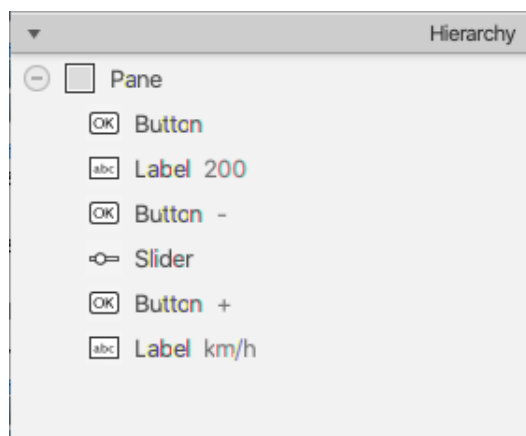 Hierarchy
Pane
OK Button
abc Label 200
OK Button -
Slider
OK Button +
abc Label km/h